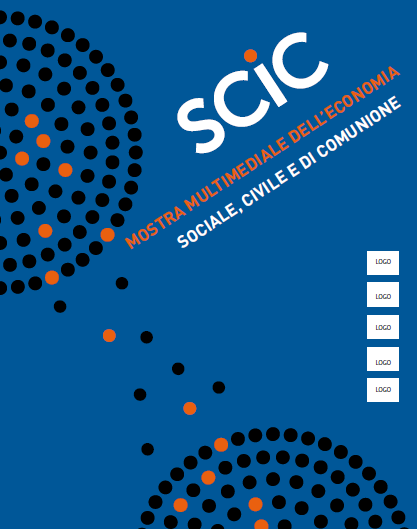 SCiC
MOSTRA MULTIMEDIALE DELL'ECONOMIA
SOCIALE, CIVILE E DI COMUNIONE
LOGO
LOGO
LOGO
LOGO
LOGO